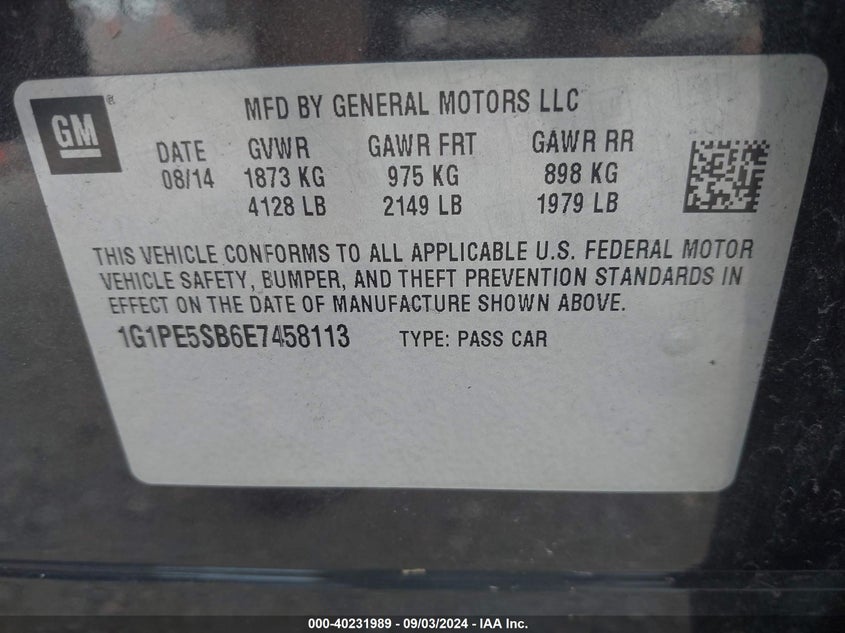 GM®
MFD BY GENERAL MOTORS LLC
DATE GVWR GAWR FRT GAWR RR
08/14 1873 KG 975 KG 898 KG
4128 LB 2149 LB 1979 LB
THIS VEHICLE CONFORMS TO ALL APPLICABLE U.S. FEDERAL MOTOR
VEHICLE SAFETY, BUMPER, AND THEFT PREVENTION STANDARDS IN
EFFECT ON THE DATE OF MANUFACTURE SHOWN ABOVE.
1G1PE5SB6E7458113 TYPE: PASS CAR
000-40231989 - 09/03/2024 - IAA Inc.